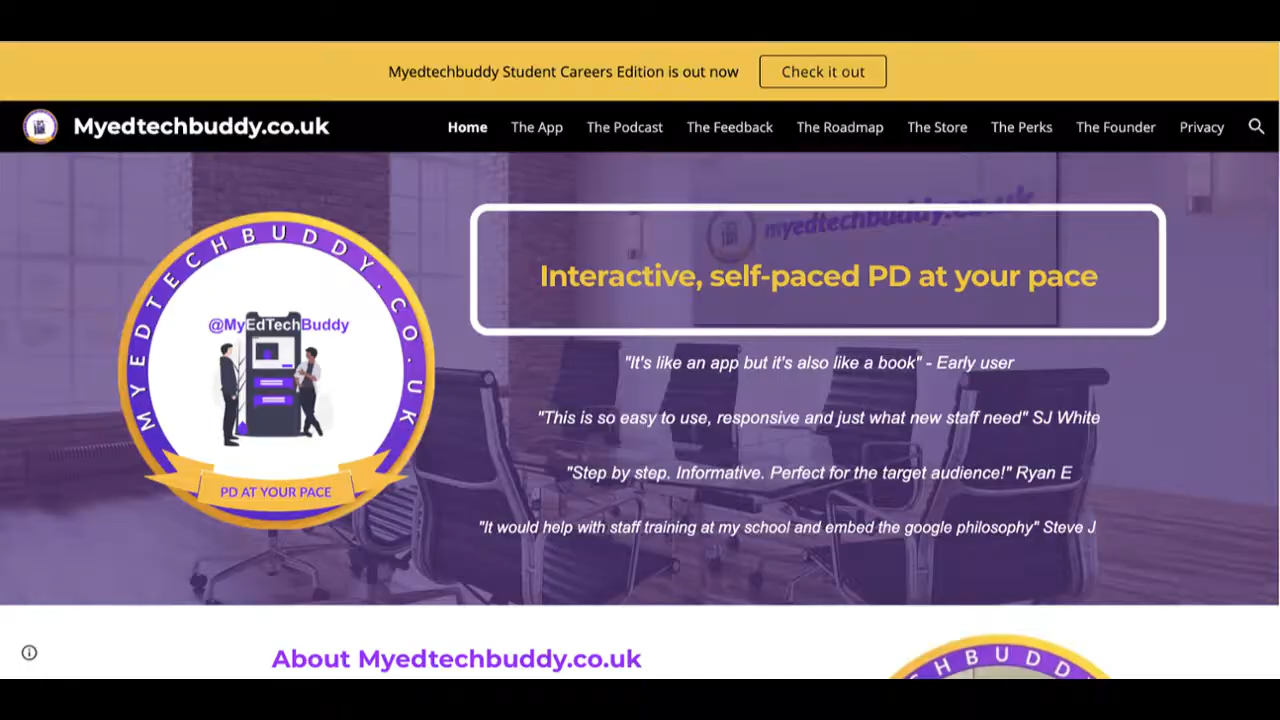 Myedtechbuddy Student Careers Edition is out now
Check it out
Myedtechbuddy.co.uk
Home
The App
The Podcast
The Feedback
The Roadmap
The Store
The Perks
The Founder
Privacy
myedtechbuddy.co.uk
MYEDTECHBUDDY.CO.UK
@MyEdTechBuddy
PD AT YOUR PACE
Interactive, self-paced PD at your pace
"It's like an app but it's also like a book" - Early user
"This is so easy to use, responsive and just what new staff need" SJ White
"Step by step. Informative. Perfect for the target audience!" Ryan E
"It would help with staff training at my school and embed the google philosophy" Steve J
About Myedtechbuddy.co.uk
HBUDD